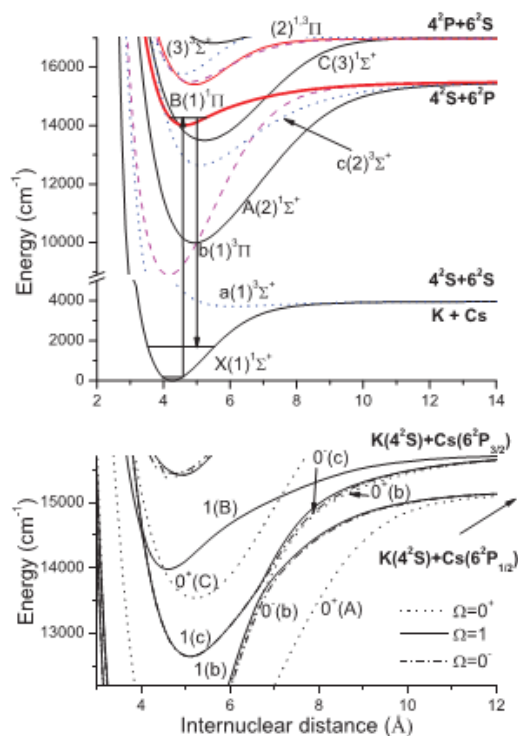 4²P+6²S
(2)¹,³Π
(3)³Σ⁺
16000
C(3)¹Σ⁺
B(1)¹Π
4²S+6²P
14000
c(2)³Σ⁺
12000
A(2)¹Σ⁺
10000
b(1)³Π
4²S+6²S
a(1)³Σ⁺
4000
K + Cs
2000
X(1)¹Σ⁺
0
Energy (cm⁻¹)
2 4 6 8 10 12 14
K(4²S)+Cs(6²P₃/₂)
0⁻(c)
1(B)
0⁻(b)
15000
K(4²S)+Cs(6²P₁/₂)
0⁺(C)
14000
0⁻(b)
0⁺(A)
Ω=0⁺
1(c)
Ω=1
13000
1(b)
Ω=0⁻
Energy (cm⁻¹)
4 6 8 10 12
Internuclear distance (Å)